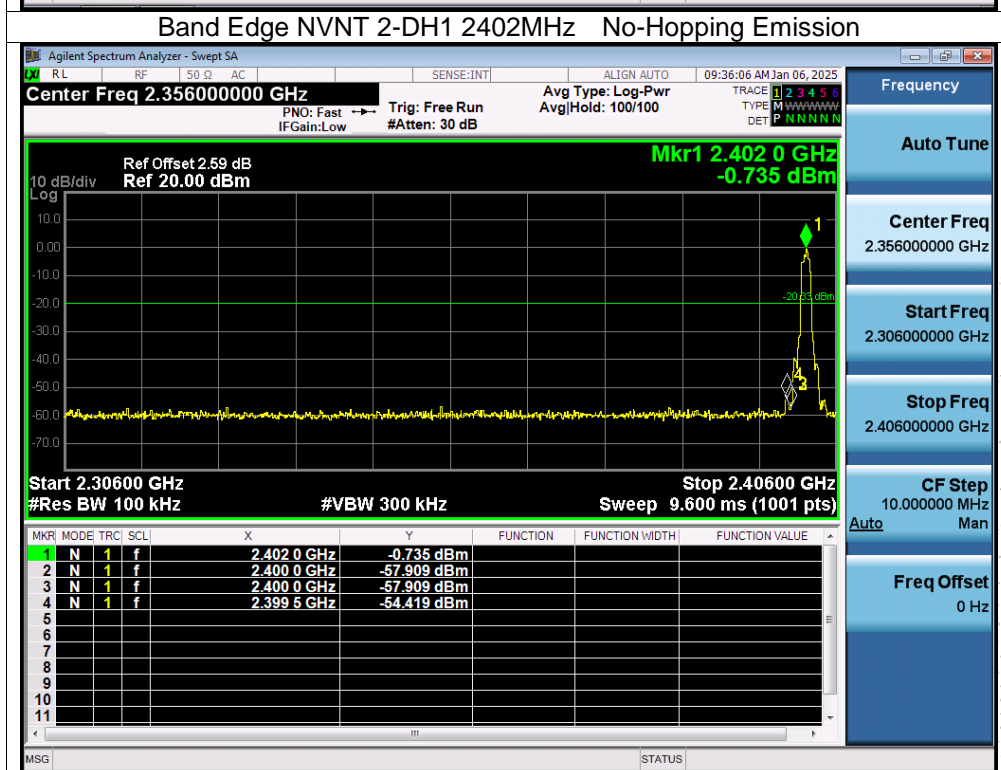 Band Edge NVNT 2-DH1 2402MHz No-Hopping Emission
Agilent Spectrum Analyzer - Swept SA
LXI RL RF 50 Ω AC SENSE:INT ALIGN AUTO 09:36:06 AM Jan 06, 2025
Center Freq 2.356000000 GHz
PNO: Fast
IFGain:Low
Trig: Free Run
#Atten: 30 dB
Avg Type: Log-Pwr
Avg|Hold: 100/100
TRACE 1 2 3 4 5 6
TYPE M WWWWW
DET P N N N N N
Ref Offset 2.59 dB
10 dB/div Ref 20.00 dBm
Log
Mkr1 2.402 0 GHz
-0.735 dBm
10.0
0.00
-10.0
-20.0
-30.0
-40.0
-50.0
-60.0
-70.0
1
-20.33 dBm
4
3
Start 2.30600 GHz Stop 2.40600 GHz
#Res BW 100 kHz #VBW 300 kHz Sweep 9.600 ms (1001 pts)
MKR MODE TRC SCL X Y FUNCTION FUNCTION WIDTH FUNCTION VALUE
1 N 1 f 2.402 0 GHz -0.735 dBm
2 N 1 f 2.400 0 GHz -57.909 dBm
3 N 1 f 2.400 0 GHz -57.909 dBm
4 N 1 f 2.399 5 GHz -54.419 dBm
5
6
7
8
9
10
11
MSG STATUS
Frequency
Auto Tune
Center Freq
2.356000000 GHz
Start Freq
2.306000000 GHz
Stop Freq
2.406000000 GHz
CF Step
10.000000 MHz
Auto Man
Freq Offset
0 Hz